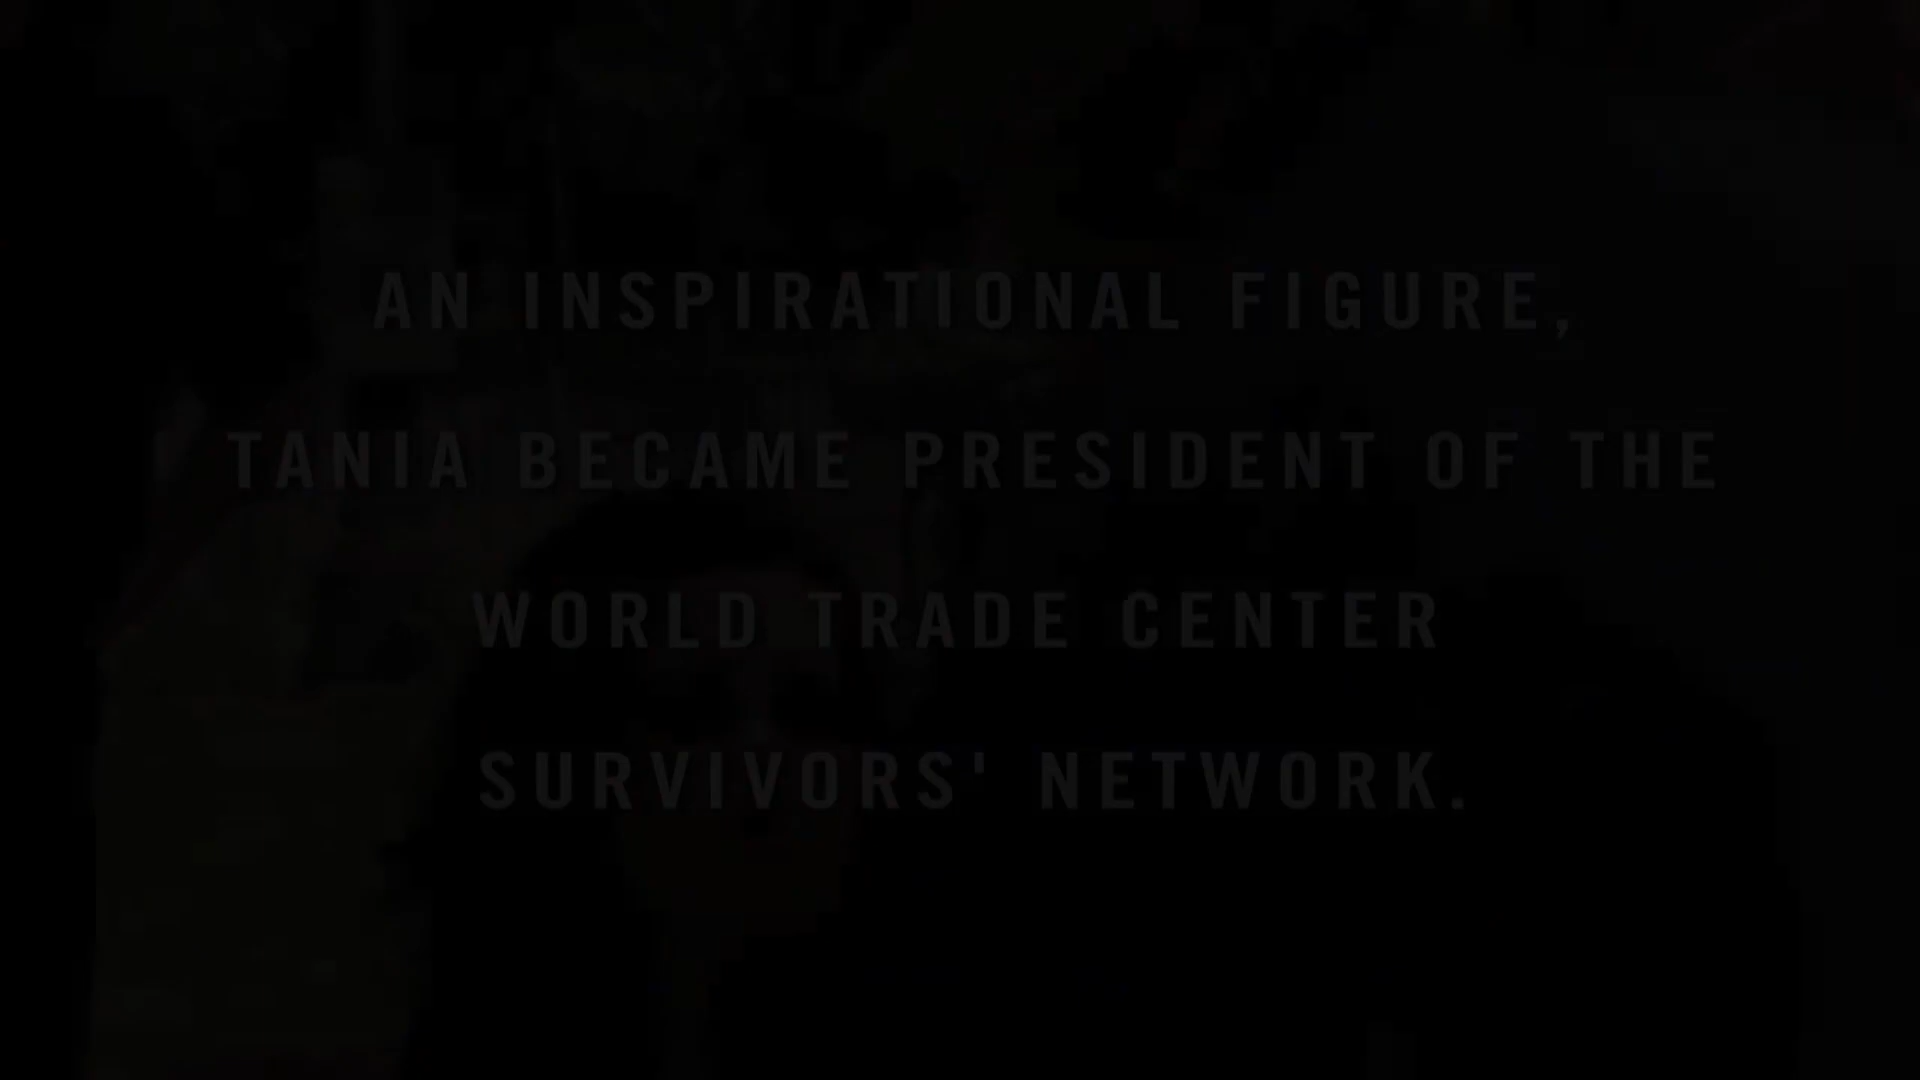 AN INSPIRATIONAL FIGURE,
TANIA BECAME PRESIDENT OF THE
WORLD TRADE CENTER
SURVIVORS' NETWORK.